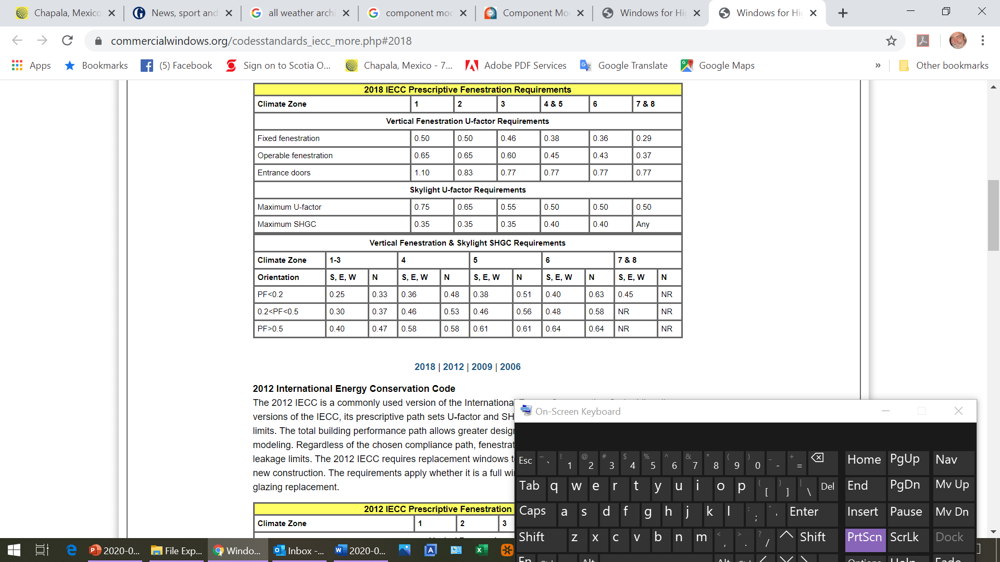 Chapala, Mexico
News, sport and
all weather archi
component moc
Component Mo
Windows for Hig
Windows for Hig
commercialwindows.org/codesstandards_iecc_more.php#2018
Apps Bookmarks (5) Facebook Sign on to Scotia O... Chapala, Mexico - 7... Adobe PDF Services Google Translate Google Maps » Other bookmarks
2018 IECC Prescriptive Fenestration Requirements
Climate Zone 1 2 3 4 & 5 6 7 & 8
Vertical Fenestration U-factor Requirements
Fixed fenestration 0.50 0.50 0.46 0.38 0.36 0.29
Operable fenestration 0.65 0.65 0.60 0.45 0.43 0.37
Entrance doors 1.10 0.83 0.77 0.77 0.77 0.77
Skylight U-factor Requirements
Maximum U-factor 0.75 0.65 0.55 0.50 0.50 0.50
Maximum SHGC 0.35 0.35 0.35 0.40 0.40 Any
Vertical Fenestration & Skylight SHGC Requirements
Climate Zone 1-3 4 5 6 7 & 8
Orientation S, E, W N S, E, W N S, E, W N S, E, W N S, E, W N
PF<0.2 0.25 0.33 0.36 0.48 0.38 0.51 0.40 0.63 0.45 NR
0.2<PF<0.5 0.30 0.37 0.46 0.53 0.46 0.56 0.48 0.58 NR NR
PF>0.5 0.40 0.47 0.58 0.58 0.61 0.61 0.64 0.64 NR NR
2018 | 2012 | 2009 | 2006
2012 International Energy Conservation Code
The 2012 IECC is a commonly used version of the Internationa
versions of the IECC, its prescriptive path sets U-factor and SH
limits. The total building performance path allows greater design
modeling. Regardless of the chosen compliance path, fenestrat
leakage limits. The 2012 IECC requires replacement windows t
new construction. The requirements apply whether it is a full wi
glazing replacement.
2012 IECC Prescriptive Fenestration
Climate Zone 1 2 3
On-Screen Keyboard
Esc ~ ` ! 1 @ 2 # 3 $ 4 % 5 ^ 6 & 7 * 8 ( 9 ) 0 _ - + = Home PgUp Nav
Tab q w e r t y u i o p { [ } ] | \ Del End PgDn Mv Up
Caps a s d f g h j k l : ; " ' Enter Insert Pause Mv Dn
Shift z x c v b n m < , > . ? / Shift PrtScn ScrLk Dock
Fn Ctrl Alt Alt Ctrl Options Help Fade
2020-0... File Exp... Windo... Inbox -... 2020-0...